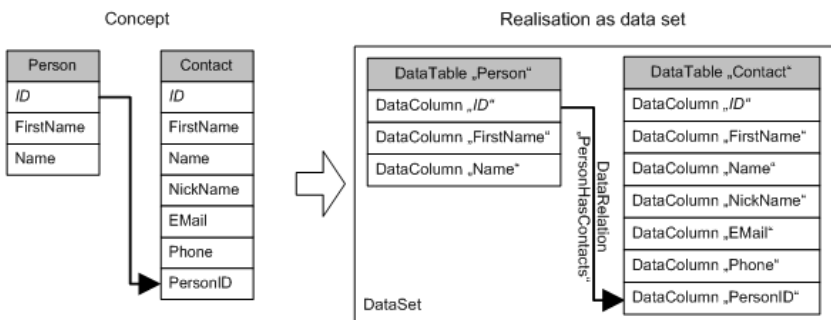 Concept
Realisation as data set
Person
ID
FirstName
Name
Contact
ID
FirstName
Name
NickName
EMail
Phone
PersonID
DataTable „Person“
DataColumn „ID“
DataColumn „FirstName“
DataColumn „Name“
DataRelation
„PersonHasContacts“
DataTable „Contact“
DataColumn „ID“
DataColumn „FirstName“
DataColumn „Name“
DataColumn „NickName“
DataColumn „EMail“
DataColumn „Phone“
DataColumn „PersonID“
DataSet